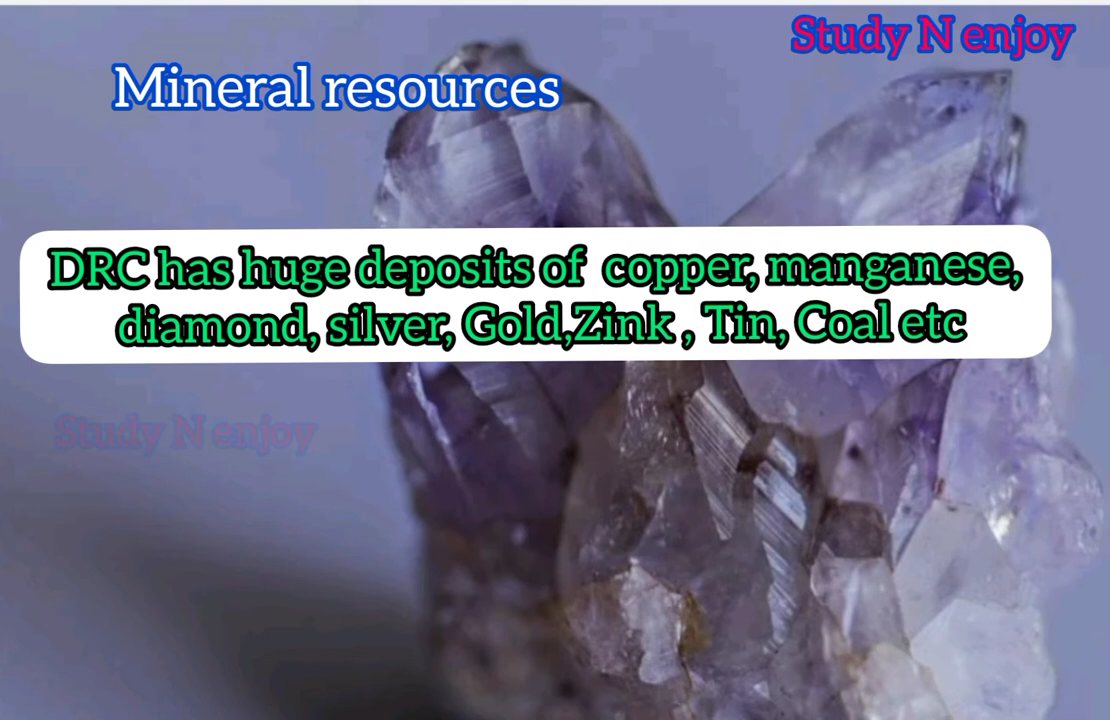 Study N enjoy
Mineral resources
DRC has huge deposits of copper, manganese,
diamond, silver, Gold,Zink , Tin, Coal etc
Study N enjoy